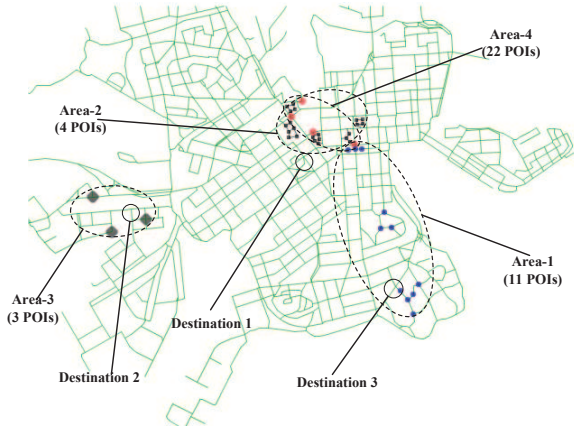 Area-4
(22 POIs)
Area-2
(4 POIs)
Area-1
(11 POIs)
Area-3
(3 POIs)
Destination 1
Destination 2
Destination 3